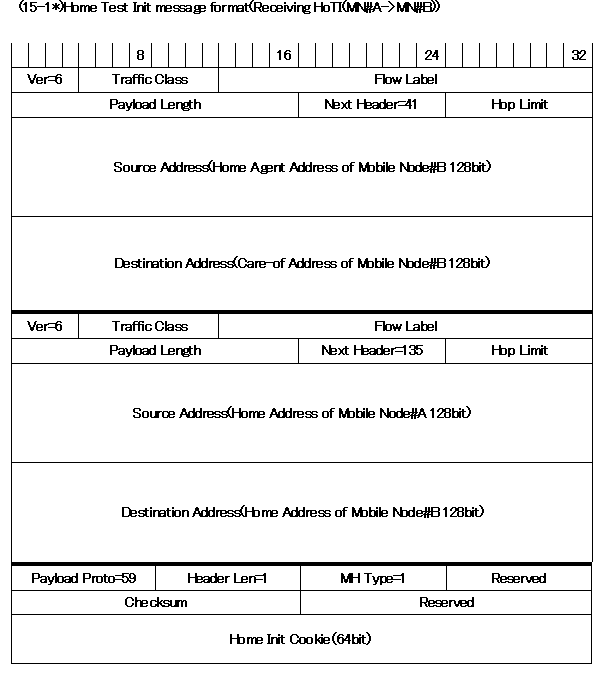 (15-1*)Home Test Init message format(Receiving HoTI(MN#A->MN#B))
8 16 24 32
Ver=6 Traffic Class Flow Label
Payload Length Next Header=41 Hop Limit
Source Address(Home Agent Address of Mobile Node#B 128bit)
Destination Address(Care-of Address of Mobile Node#B 128bit)
Ver=6 Traffic Class Flow Label
Payload Length Next Header=135 Hop Limit
Source Address(Home Address of Mobile Node#A 128bit)
Destination Address(Home Address of Mobile Node#B 128bit)
Payload Proto=59 Header Len=1 MH Type=1 Reserved
Checksum Reserved
Home Init Cookie(64bit)